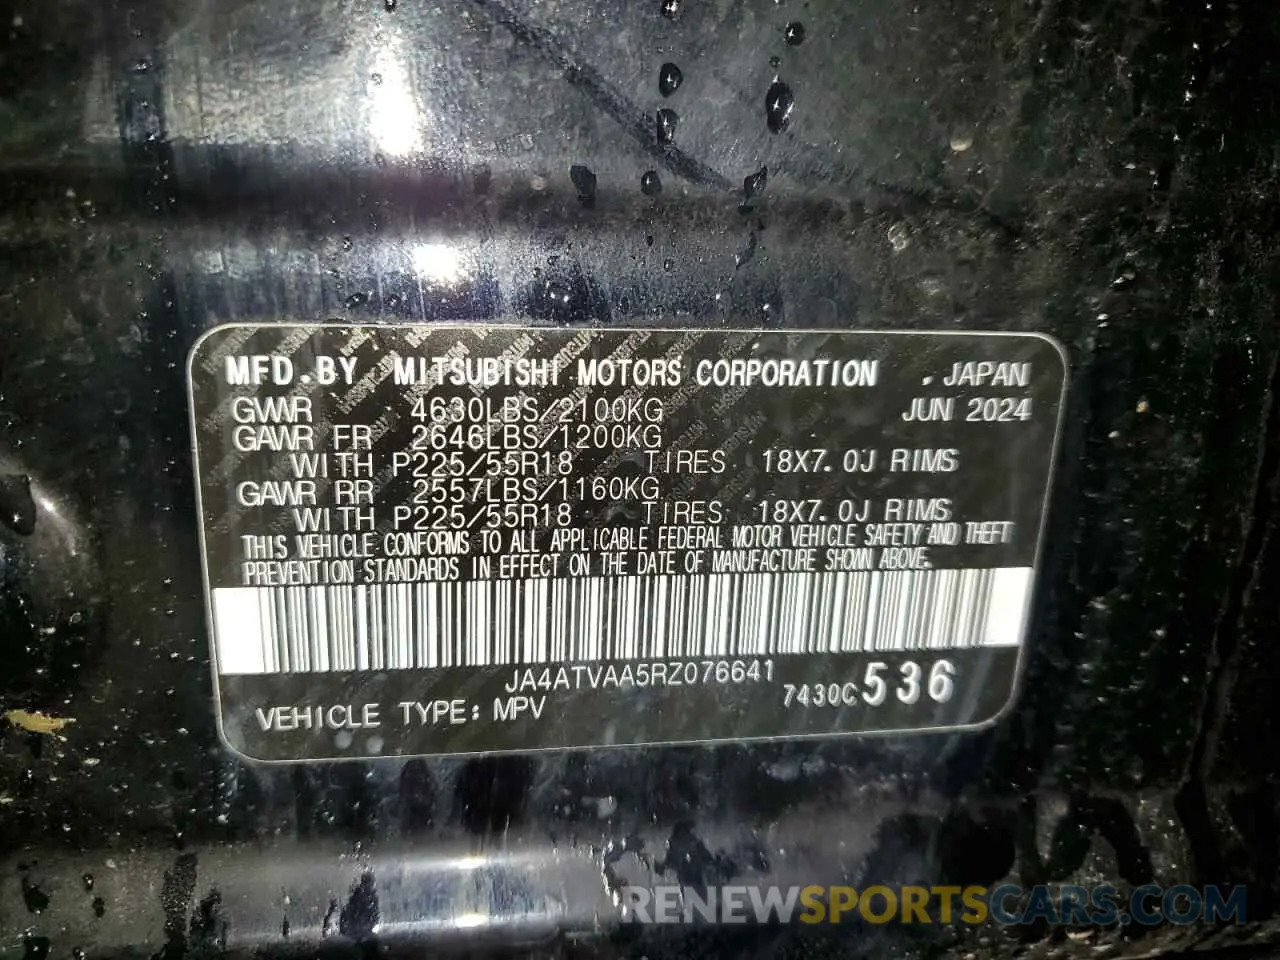 MFD.BY MITSUBISHI MOTORS CORPORATION . JAPAN
GVWR 4630LBS/2100KG JUN 2024
GAWR FR 2646LBS/1200KG
WITH P225/55R18 TIRES 18X7.0J RIMS
GAWR RR 2557LBS/1160KG
WITH P225/55R18 TIRES 18X7.0J RIMS
THIS VEHICLE CONFORMS TO ALL APPLICABLE FEDERAL MOTOR VEHICLE SAFETY AND THEFT
PREVENTION STANDARDS IN EFFECT ON THE DATE OF MANUFACTURE SHOWN ABOVE.
JA4ATVAA5RZ076641
7430C 536
VEHICLE TYPE: MPV
RENEWSPORTSCARS.COM